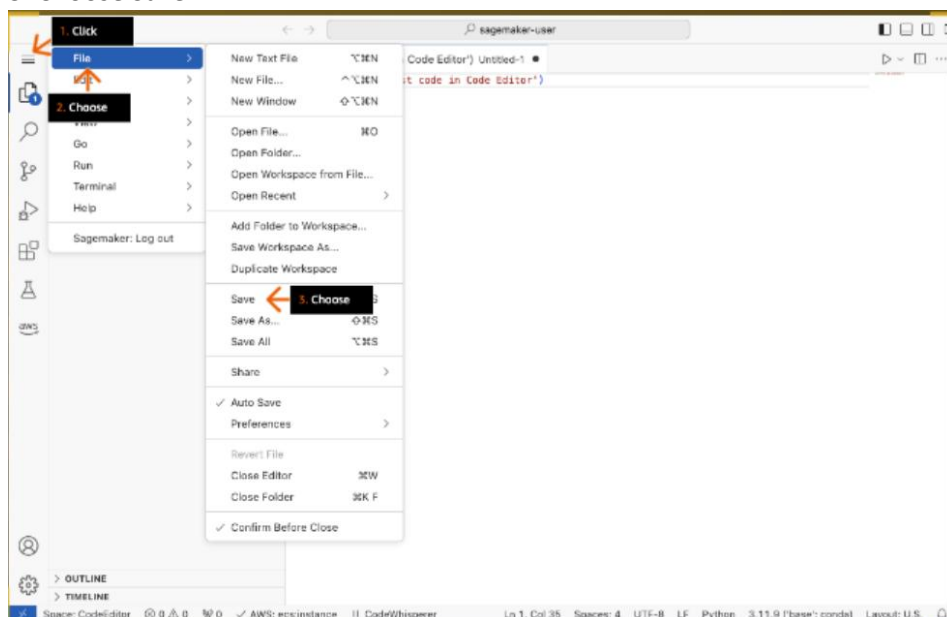 1. Click
sagemaker-user
File
2. Choose
Go
Run
Terminal
Help
Sagemaker: Log out
New Text File ⌥⌘N
New File... ^⌥⌘N
New Window ⇧⌥⌘N
Open File... ⌘O
Open Folder...
Open Workspace from File...
Open Recent
Add Folder to Workspace...
Save Workspace As...
Duplicate Workspace
Save
3. Choose
Save As... ⇧⌘S
Save All ⌥⌘S
Share
Auto Save
Preferences
Revert File
Close Editor ⌘W
Close Folder ⌘K F
Confirm Before Close
Code Editor') Untitled-1
t code in Code Editor')
aws
OUTLINE
TIMELINE
Space: CodeEditor 0 0 0 AWS: ecs:instance CodeWhisperer Ln 1, Col 35 Spaces: 4 UTF-8 LF Python 3.11.9 ('base': conda) Layout: U.S.